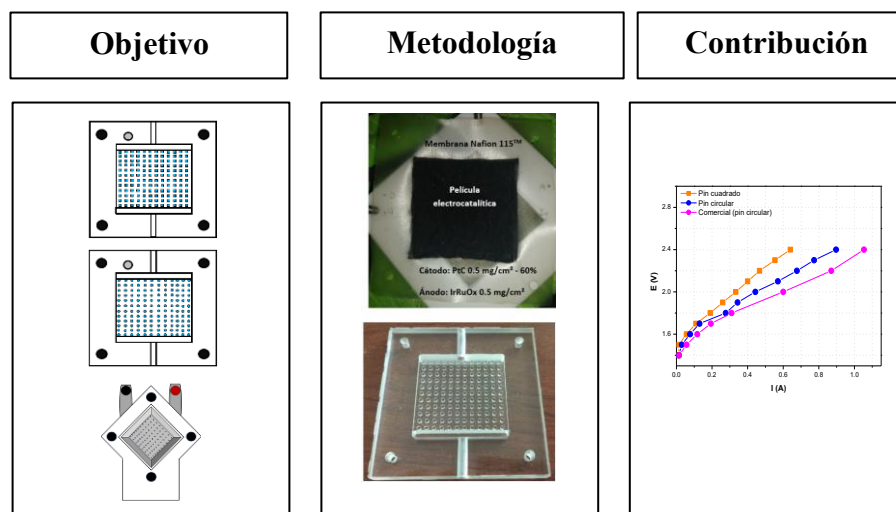 Objetivo
Metodología
Contribución
Membrana Nafion 115™
Película
electrocatalítica
Cátodo: PtC 0.5 mg/cm² - 60%
Ánodo: IrRuOx 0.5 mg/cm²
Pin cuadrado
Pin circular
Comercial (pin circular)
E (V)
2.8
2.4
2.0
1.6
0.0 0.2 0.4 0.6 0.8 1.0
I (A)